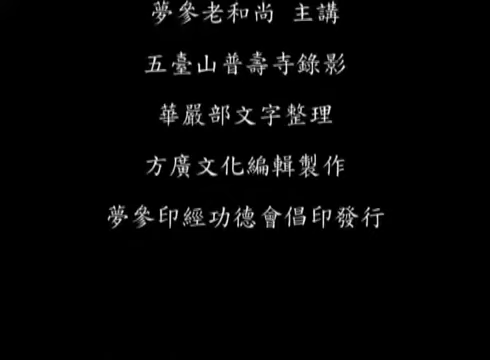 夢參老和尚 主講
五臺山普壽寺錄影
華嚴部文字整理
方廣文化編輯製作
夢參印經功德會倡印發行